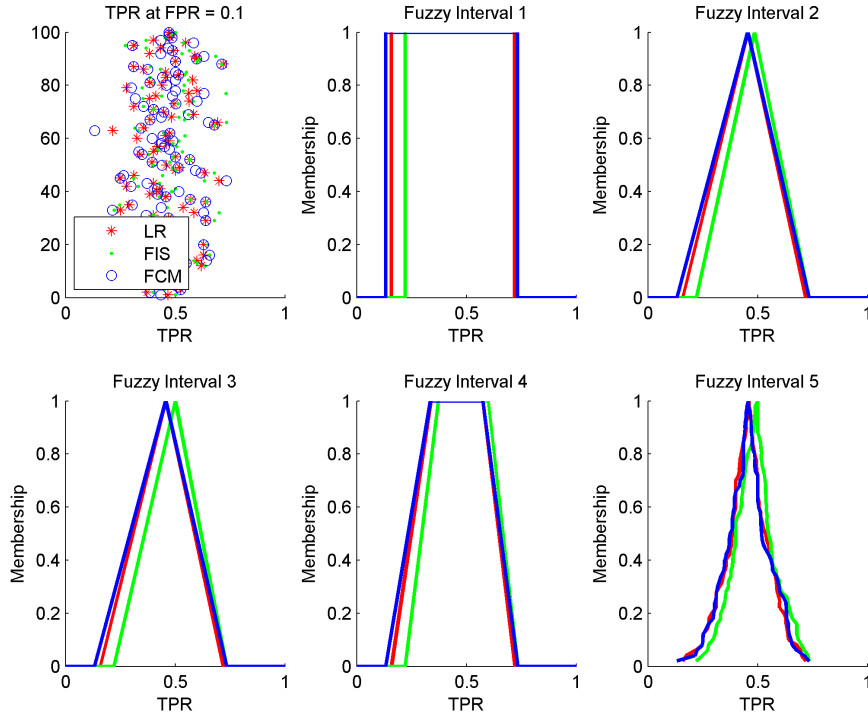 TPR at FPR = 0.1
100
80
60
40
20
0
LR
FIS
FCM
0 0.5 1
TPR
Fuzzy Interval 1
Membership
1
0.8
0.6
0.4
0.2
0
0 0.5 1
TPR
Fuzzy Interval 2
Membership
1
0.8
0.6
0.4
0.2
0
0 0.5 1
TPR
Fuzzy Interval 3
Membership
1
0.8
0.6
0.4
0.2
0
0 0.5 1
TPR
Fuzzy Interval 4
Membership
1
0.8
0.6
0.4
0.2
0
0 0.5 1
TPR
Fuzzy Interval 5
Membership
1
0.8
0.6
0.4
0.2
0
0 0.5 1
TPR